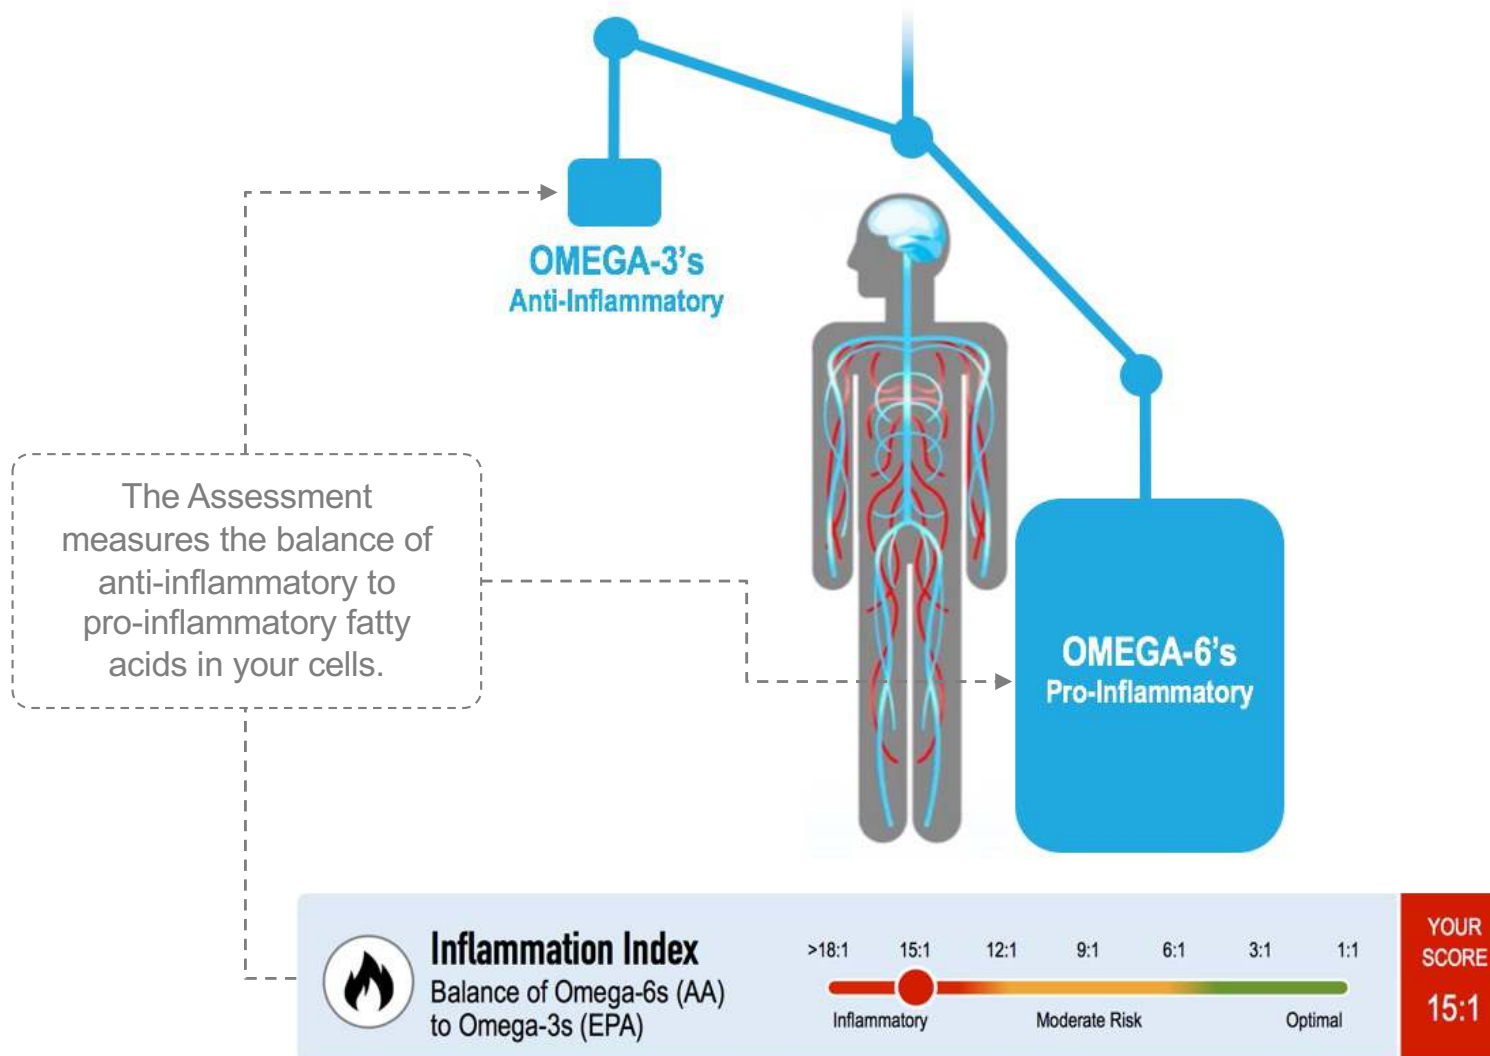 OMEGA-3's
Anti-Inflammatory
The Assessment
measures the balance of
anti-inflammatory to
pro-inflammatory fatty
acids in your cells.
OMEGA-6's
Pro-Inflammatory
Inflammation Index
Balance of Omega-6s (AA)
to Omega-3s (EPA)
>18:1 15:1 12:1 9:1 6:1 3:1 1:1
Inflammatory Moderate Risk Optimal
YOUR
SCORE
15:1